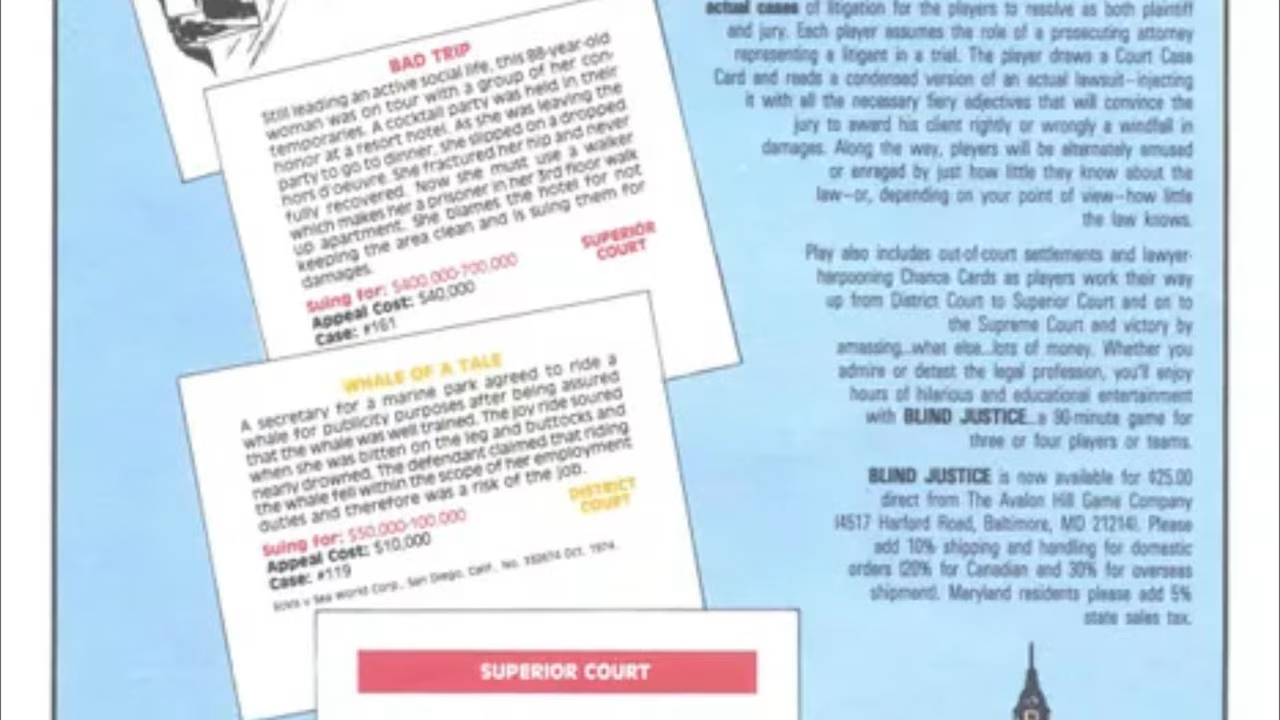 BAD TRIP
Still leading an active social life, this 88-year-old
woman was on tour with a group of her con-
temporaries. A cocktail party was held in their
honor at a resort hotel. As she was leaving the
party to go to dinner, she slipped on a dropped
hors d'oeuvre. She fractured her hip and never
fully recovered. Now she must use a walker
which makes her a prisoner in her 3rd floor walk
up apartment. She blames the hotel for not
keeping the area clean and is suing them for
damages.
Suing for: $400,000-700,000
Appeal Cost: $40,000
Case: #161
SUPERIOR
COURT
WHALE OF A TALE
A secretary for a marine park agreed to ride a
whale for publicity purposes after being assured
that the whale was well trained. The joy ride soured
when she was bitten on the leg and buttocks and
nearly drowned. The defendant claimed that riding
the whale fell within the scope of her employment
duties and therefore was a risk of the job.
Suing for: $50,000-100,000
Appeal Cost: $10,000
Case: #119
DISTRICT
COURT
v Sea World Corp., San Diego, Calif., No. Oct. 1974.
SUPERIOR COURT
actual cases of litigation for the players to resolve as both plaintiff
and jury. Each player assumes the role of a prosecuting attorney
representing a litigant in a trial. The player draws a Court Case
Card and reads a condensed version of an actual lawsuit—injecting
it with all the necessary fiery adjectives that will convince the
jury to award his client rightly or wrongly a windfall in
damages. Along the way, players will be alternately amused
or enraged by just how little they know about the
law—or, depending on your point of view—how little
the law knows.
Play also includes out-of-court settlements and lawyer-
harpooning Chance Cards as players work their way
up from District Court to Superior Court and on to
the Supreme Court and victory by
amassing...what else...lots of money. Whether you
admire or detest the legal profession, you'll enjoy
hours of hilarious and educational entertainment
with BLIND JUSTICE...a 90-minute game for
three or four players or teams.
BLIND JUSTICE is now available for $25.00
direct from The Avalon Hill Game Company
(4517 Harford Road, Baltimore, MD 21214). Please
add 10% shipping and handling for domestic
orders (20% for Canadian and 30% for overseas
shipment). Maryland residents please add 5%
state sales tax.